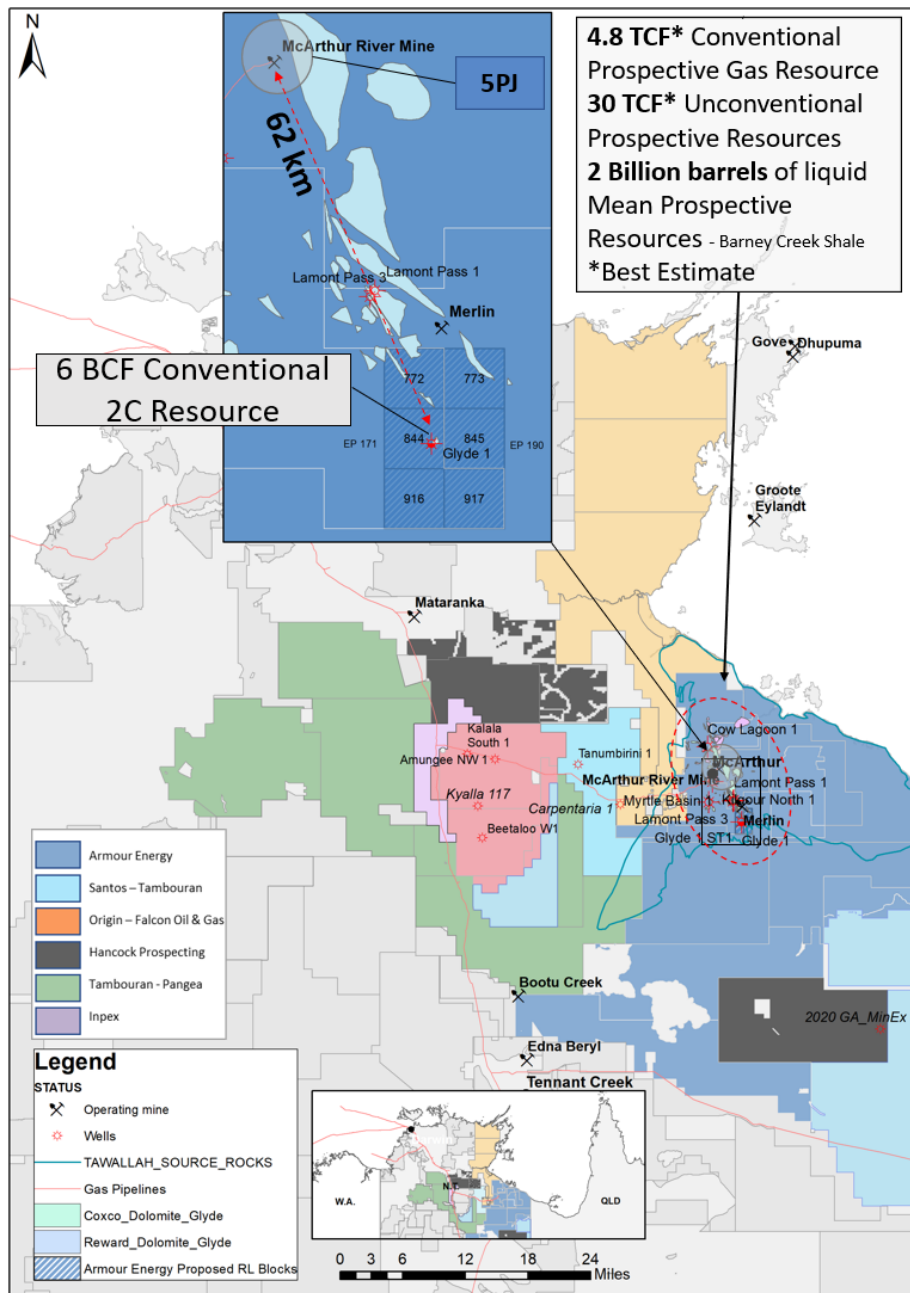 N
McArthur River Mine
5PJ
62 km
Lamont Pass 3
Lamont Pass 1
Merlin
772
773
EP 171
844
845
EP 190
Glyde 1
916
917
6 BCF Conventional
2C Resource
4.8 TCF* Conventional
Prospective Gas Resource
30 TCF* Unconventional
Prospective Resources
2 Billion barrels of liquid
Mean Prospective
Resources - Barney Creek Shale
*Best Estimate
Gove
Dhupuma
Groote
Eylandt
Mataranka
Kalala
South 1
Amungee NW 1
Tanumbirini 1
Kyalla 117
Carpentaria 1
Beetaloo W1
Cow Lagoon 1
McArthur
McArthur River Mine
Lamont Pass 1
Myrtle Basin
Kilgour North 1
Lamont Pass 3
Merlin
Glyde 1 ST1
Glyde 1
Bootu Creek
2020 GA_MinEx
Edna Beryl
Tennant Creek
Armour Energy
Santos – Tambouran
Origin – Falcon Oil & Gas
Hancock Prospecting
Tambouran - Pangea
Inpex
Legend
STATUS
Operating mine
Wells
TAWALLAH_SOURCE_ROCKS
Gas Pipelines
Coxco_Dolomite_Glyde
Reward_Dolomite_Glyde
Armour Energy Proposed RL Blocks
W.A.
N.T.
QLD
0 3 6 12 18 24
Miles